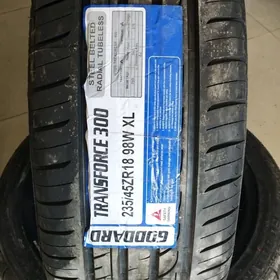 STEEL BELTED
RADIAL TUBELESS
TRANSFORCE 300
235/45ZR18 98W XL
GODDARD